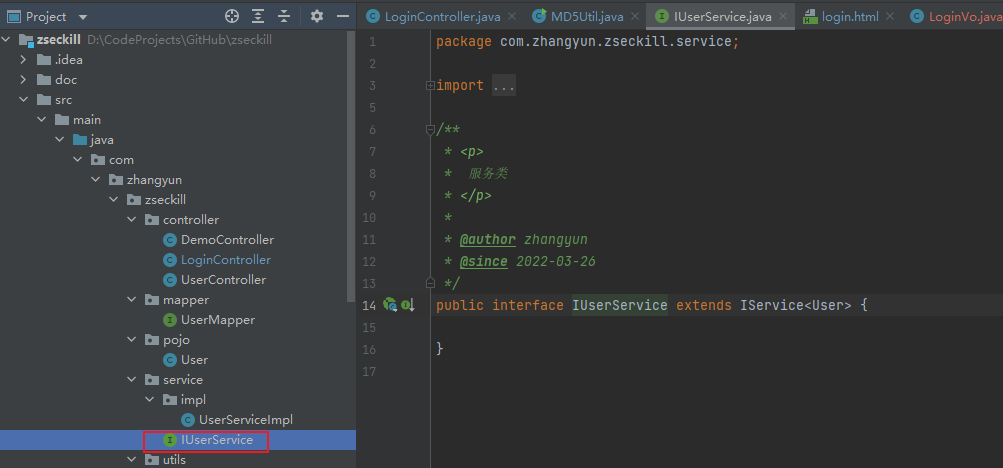 Project
zseckill D:\CodeProjects\GitHub\zseckill
.idea
doc
src
main
java
com
zhangyun
zseckill
controller
DemoController
LoginController
UserController
mapper
UserMapper
pojo
User
service
impl
UserServiceImpl
IUserService
utils
LoginController.java
MD5Util.java
IUserService.java
login.html
LoginVo.java
1 package com.zhangyun.zseckill.service;
2
3 import ...
5
6 /**
7 * <p>
8 * 服务类
9 * </p>
10 *
11 * @author zhangyun
12 * @since 2022-03-26
13 */
14 public interface IUserService extends IService<User> {
15
16 }
17